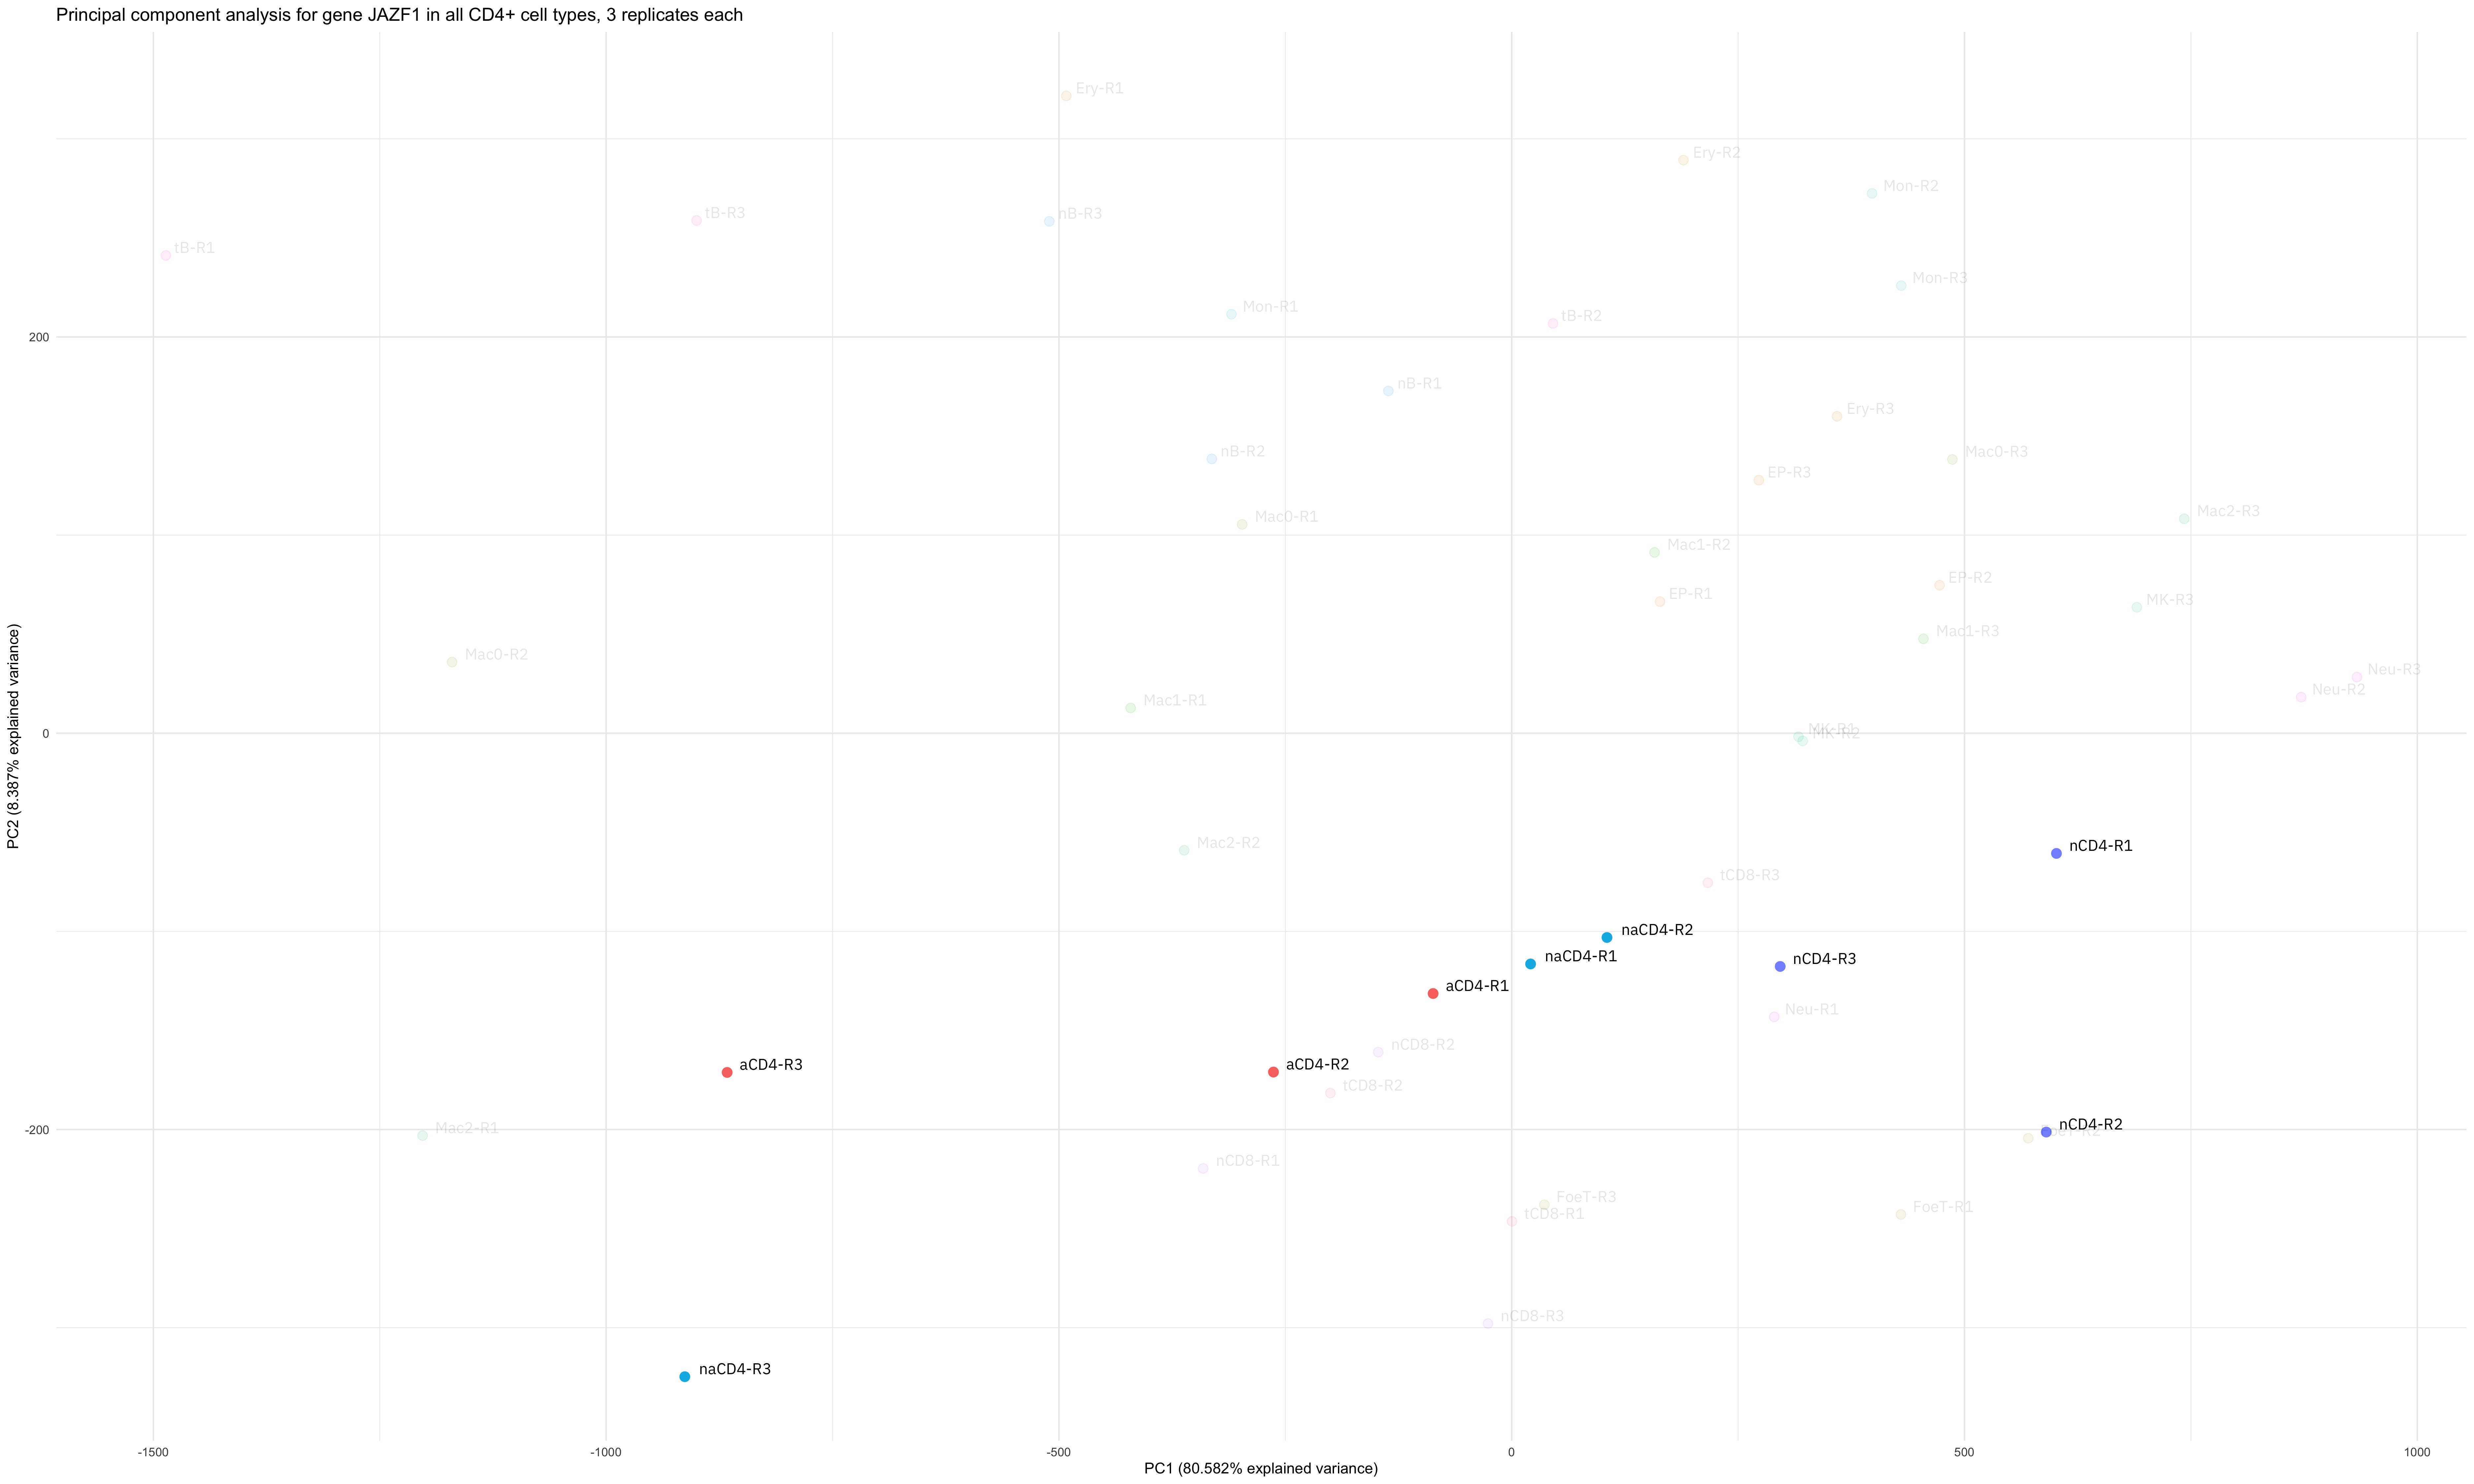 Principal component analysis for gene JAZF1 in all CD4+ cell types, 3 replicates each
Ery-R1
Ery-R2
Mon-R2
tB-R3
nB-R3
tB-R1
Mon-R3
Mon-R1
tB-R2
200
nB-R1
Ery-R3
nB-R2
Mac0-R3
EP-R3
Mac2-R3
Mac0-R1
Mac1-R2
EP-R2
EP-R1
MK-R3
Mac1-R3
Mac0-R2
Neu-R3
Neu-R2
Mac1-R1
MK-R1
MK-R2
0
PC2 (8.387% explained variance)
Mac2-R2
nCD4-R1
tCD8-R3
naCD4-R2
naCD4-R1
nCD4-R3
aCD4-R1
Neu-R1
nCD8-R2
aCD4-R3
aCD4-R2
tCD8-R2
nCD4-R2
Mac2-R1
-200
nCD8-R1
FoeT-R3
FoeT-R1
tCD8-R1
nCD8-R3
naCD4-R3
-1500
-1000
-500
0
500
1000
PC1 (80.582% explained variance)